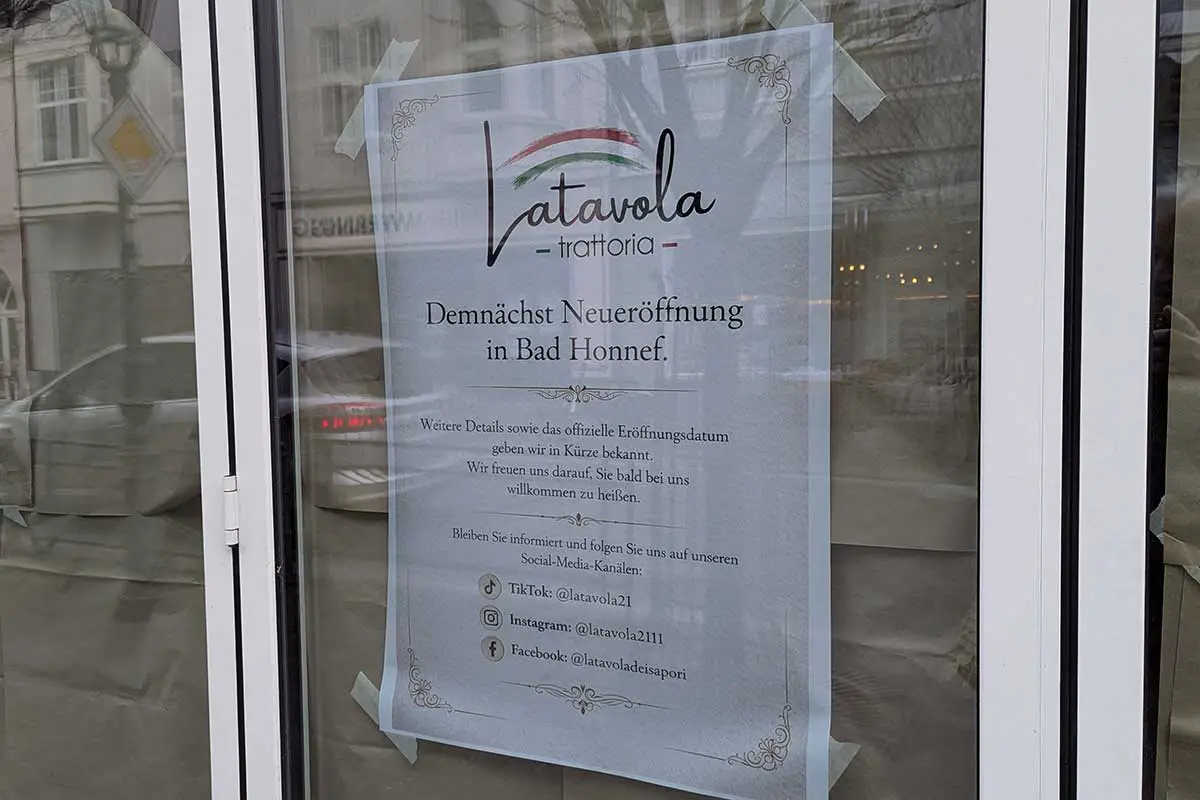 Latavola
trattoria
Demnächst Neueröffnung
in Bad Honnef.
Weitere Details sowie das offizielle Eröffnungsdatum
geben wir in Kürze bekannt.
Wir freuen uns darauf, Sie bald bei uns
willkommen zu heißen.
Bleiben Sie informiert und folgen Sie uns auf unseren
Social-Media-Kanälen:
TikTok: @latavola21
Instagram: @latavola2111
Facebook: @latavoladeisapori